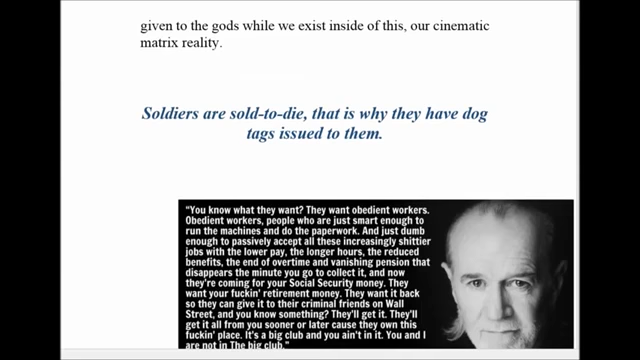 given to the gods while we exist inside of this, our cinematic
matrix reality.
Soldiers are sold-to-die, that is why they have dog
tags issued to them.
"You know what they want? They want obedient workers.
Obedient workers, people who are just smart enough to
run the machines and do the paperwork. And just dumb
enough to passively accept all these increasingly shittier
jobs with the lower pay, the longer hours, the reduced
benefits, the end of overtime and vanishing pension that
disappears the minute you go to collect it, and now
they're coming for your Social Security money. They
want your fuckin' retirement money. They want it back
so they can give it to their criminal friends on Wall
Street, and you know something? They'll get it. They'll
get it all from you sooner or later cause they own this
fuckin' place. It's a big club and you ain't in it. You and I
are not in The big club."